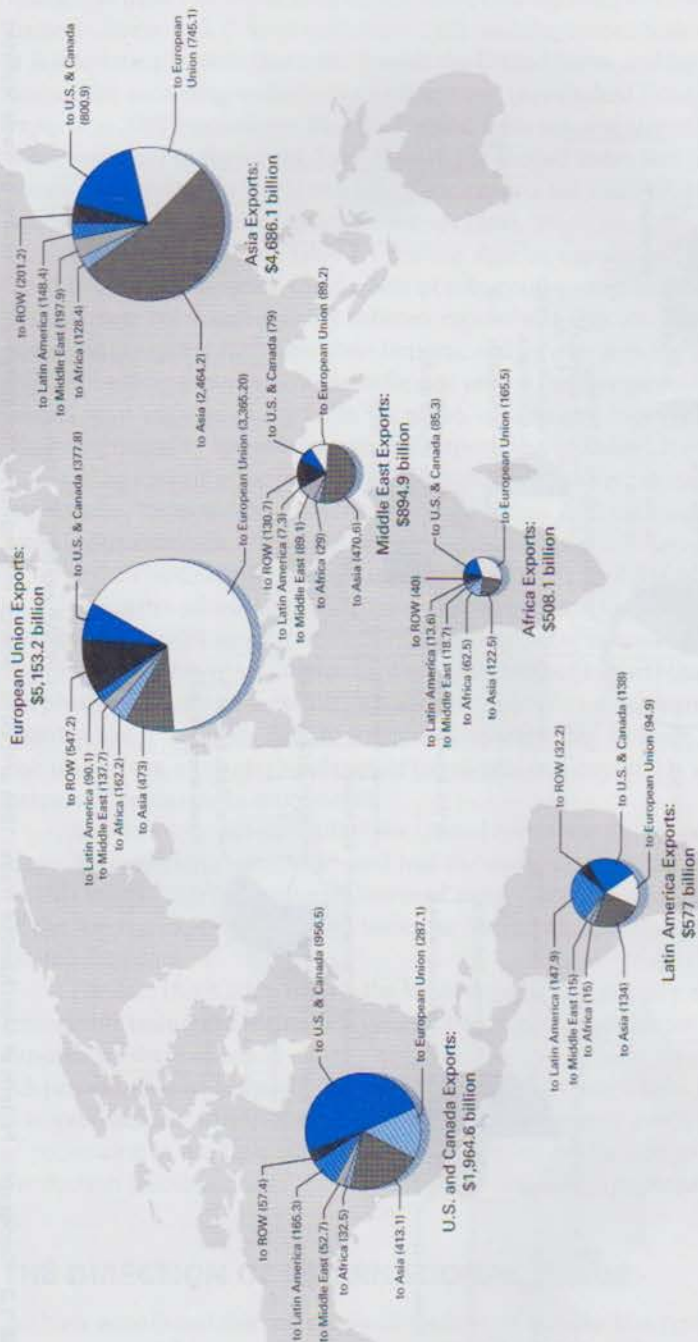 to ROW (57.4)
to Latin America (165.3)
to Middle East (52.7)
to Africa (32.5)
to Asia (413.1)
to U.S. & Canada (956.5)
to European Union (287.1)
U.S. and Canada Exports:
$1,964.6 billion
to Latin America (147.9)
to Middle East (15)
to Africa (15)
to Asia (134)
to ROW (32.2)
to U.S. & Canada (138)
to European Union (94.9)
Latin America Exports:
$577 billion
European Union Exports:
$5,153.2 billion
to ROW (547.2)
to Latin America (90.1)
to Middle East (137.7)
to Africa (162.2)
to Asia (473)
to U.S. & Canada (377.8)
to European Union (3,365.20)
to ROW (130.7)
to Latin America (7.3)
to Middle East (89.1)
to Africa (29)
to Asia (470.6)
to U.S. & Canada (79)
to European Union (89.2)
Middle East Exports:
$894.9 billion
to ROW (40)
to Latin America (13.6)
to Middle East (18.7)
to Africa (62.5)
to Asia (122.5)
to U.S. & Canada (85.3)
to European Union (165.5)
Africa Exports:
$508.1 billion
to ROW (201.2)
to Latin America (148.4)
to Middle East (197.9)
to Africa (128.4)
to Asia (2,464.2)
to U.S. & Canada
(800.9)
to European
Union (745.1)
Asia Exports:
$4,686.1 billion